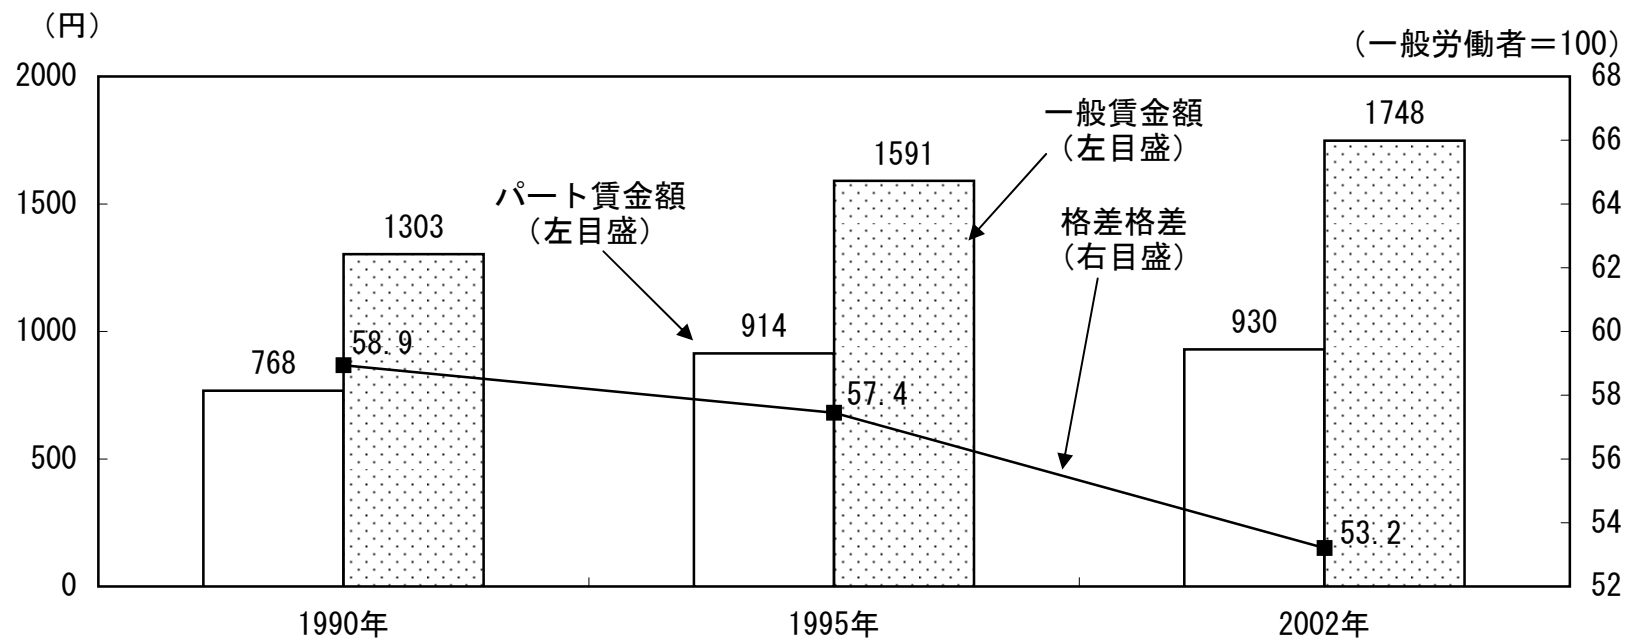 （円）
（一般労働者＝100）
2000
1500
1000
500
0
68
66
64
62
60
58
56
54
52
768
1303
914
1591
930
1748
58.9
57.4
53.2
パート賃金額
（左目盛）
一般賃金額
（左目盛）
格差格差
（右目盛）
1990年
1995年
2002年